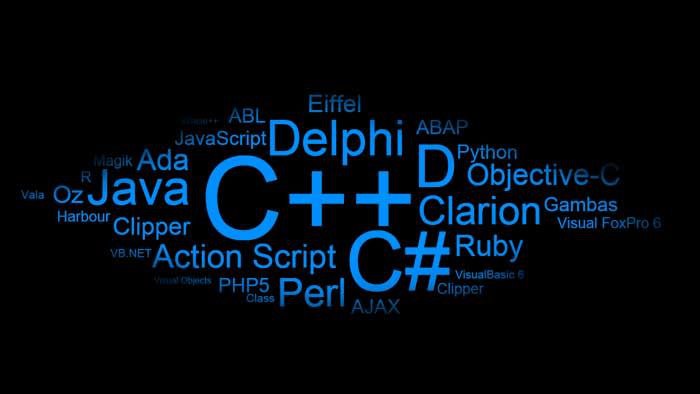 Eiffel
ABL
Delphi
ABAP
JavaScript
Python
Magik
Ada
D
Objective-C
R
Java
C++
Vala
Oz
Clarion
Gambas
Harbour
Clipper
Visual FoxPro 6
C#
Ruby
VB.NET
Action Script
VisualBasic 6
Visual Objects
PHP5
Clipper
Class
Perl
AJAX